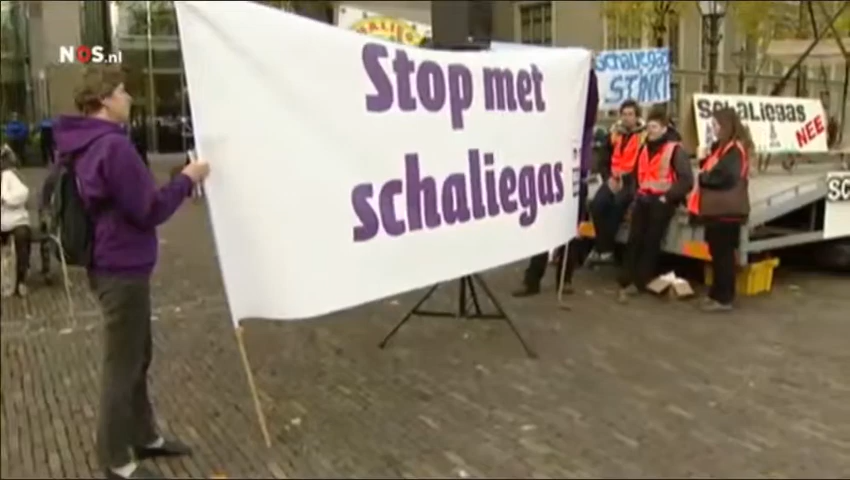 NOS.nl
Stop met
schaliegas
Schaliegas
STINKT
SCHALIEGAS
NEE